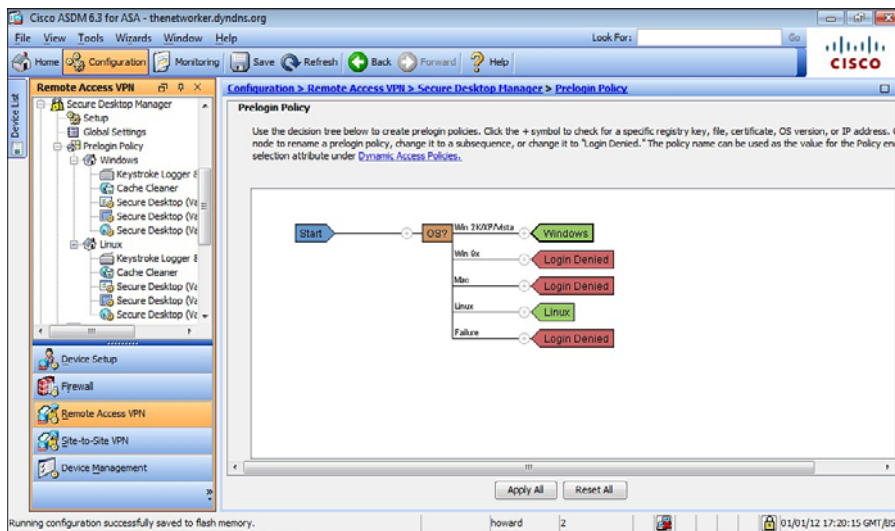 Cisco ASDM 6.3 for ASA - thenetworker.dyndns.org
File View Tools Wizards Window Help
Look For:
Go
Home Configuration Monitoring Save Refresh Back Forward Help
CISCO
Device List
Remote Access VPN
Secure Desktop Manager
Setup
Global Settings
Prelogin Policy
Windows
Keystroke Logger &
Cache Cleaner
Secure Desktop (Va
Secure Desktop (Va
Secure Desktop (Va
Linux
Keystroke Logger &
Cache Cleaner
Secure Desktop (Va
Secure Desktop (Va
Secure Desktop (Va
Device Setup
Firewall
Remote Access VPN
Site-to-Site VPN
Device Management
Configuration > Remote Access VPN > Secure Desktop Manager > Prelogin Policy
Prelogin Policy
Use the decision tree below to create prelogin policies. Click the + symbol to check for a specific registry key, file, certificate, OS version, or IP address.
node to rename a prelogin policy, change it to a subsequence, or change it to "Login Denied." The policy name can be used as the value for the Policy en
selection attribute under Dynamic Access Policies.
Start
OS?
Win 2K/XP/Vista
Windows
Win 9x
Login Denied
Mac
Login Denied
Linux
Linux
Failure
Login Denied
Apply All Reset All
Running configuration successfully saved to flash memory.
howard
2
01/01/12 17:20:15 GMT/BS